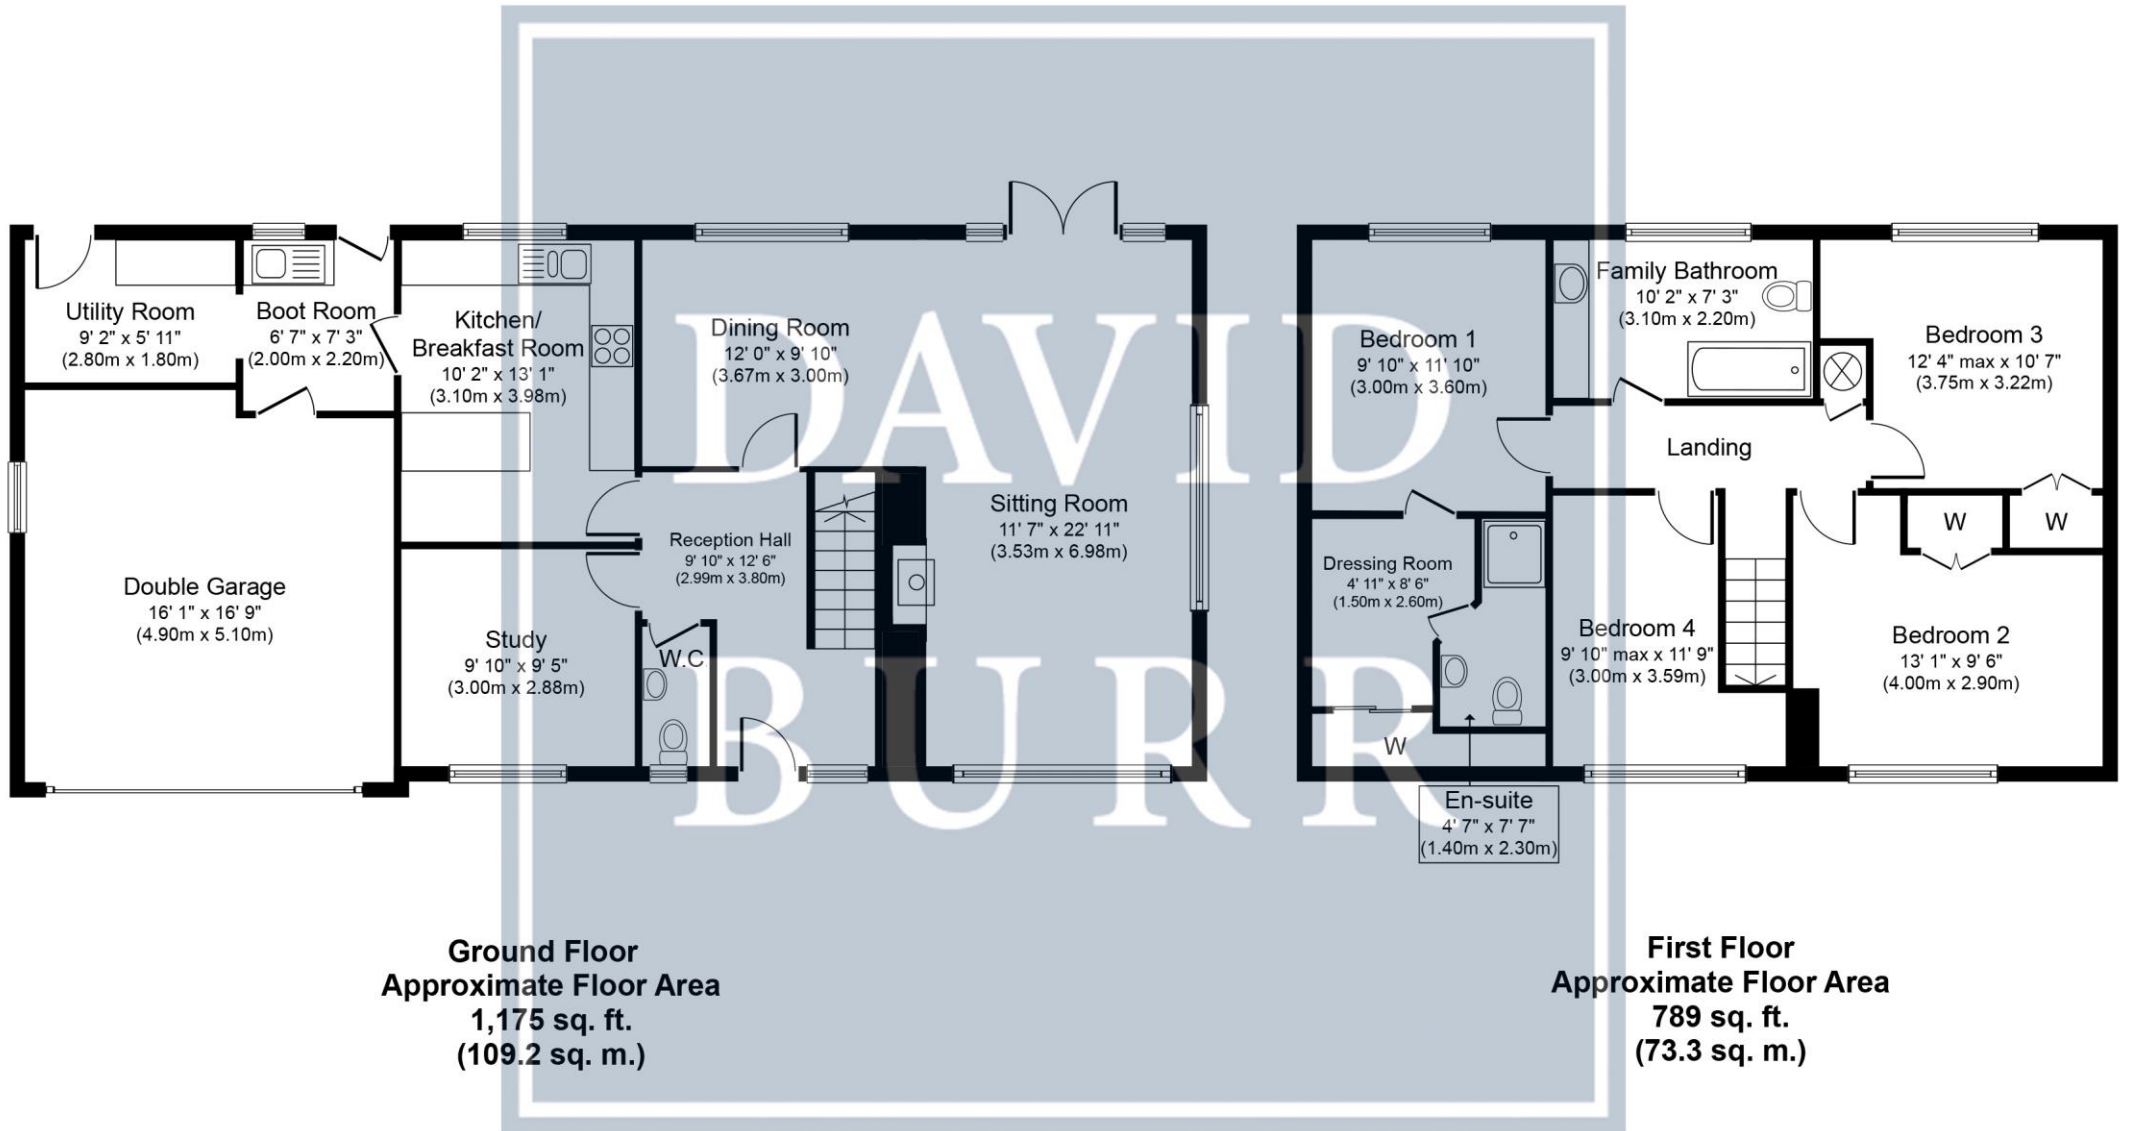 Utility Room
9' 2" x 5' 11"
(2.80m x 1.80m)
Boot Room
6' 7" x 7' 3"
(2.00m x 2.20m)
Kitchen/
Breakfast Room
10' 2" x 13' 1"
(3.10m x 3.98m)
Dining Room
12' 0" x 9' 10"
(3.67m x 3.00m)
Sitting Room
11' 7" x 22' 11"
(3.53m x 6.98m)
Reception Hall
9' 10" x 12' 6"
(2.99m x 3.80m)
Double Garage
16' 1" x 16' 9"
(4.90m x 5.10m)
Study
9' 10" x 9' 5"
(3.00m x 2.88m)
W.C.
Bedroom 1
9' 10" x 11' 10"
(3.00m x 3.60m)
Family Bathroom
10' 2" x 7' 3"
(3.10m x 2.20m)
Bedroom 3
12' 4" max x 10' 7"
(3.75m x 3.22m)
Landing
W
W
Dressing Room
4' 11" x 8' 6"
(1.50m x 2.60m)
Bedroom 4
9' 10" max x 11' 9"
(3.00m x 3.59m)
Bedroom 2
13' 1" x 9' 6"
(4.00m x 2.90m)
W
En-suite
4' 7" x 7' 7"
(1.40m x 2.30m)
DAVID
BURR
Ground Floor
Approximate Floor Area
1,175 sq. ft.
(109.2 sq. m.)
First Floor
Approximate Floor Area
789 sq. ft.
(73.3 sq. m.)